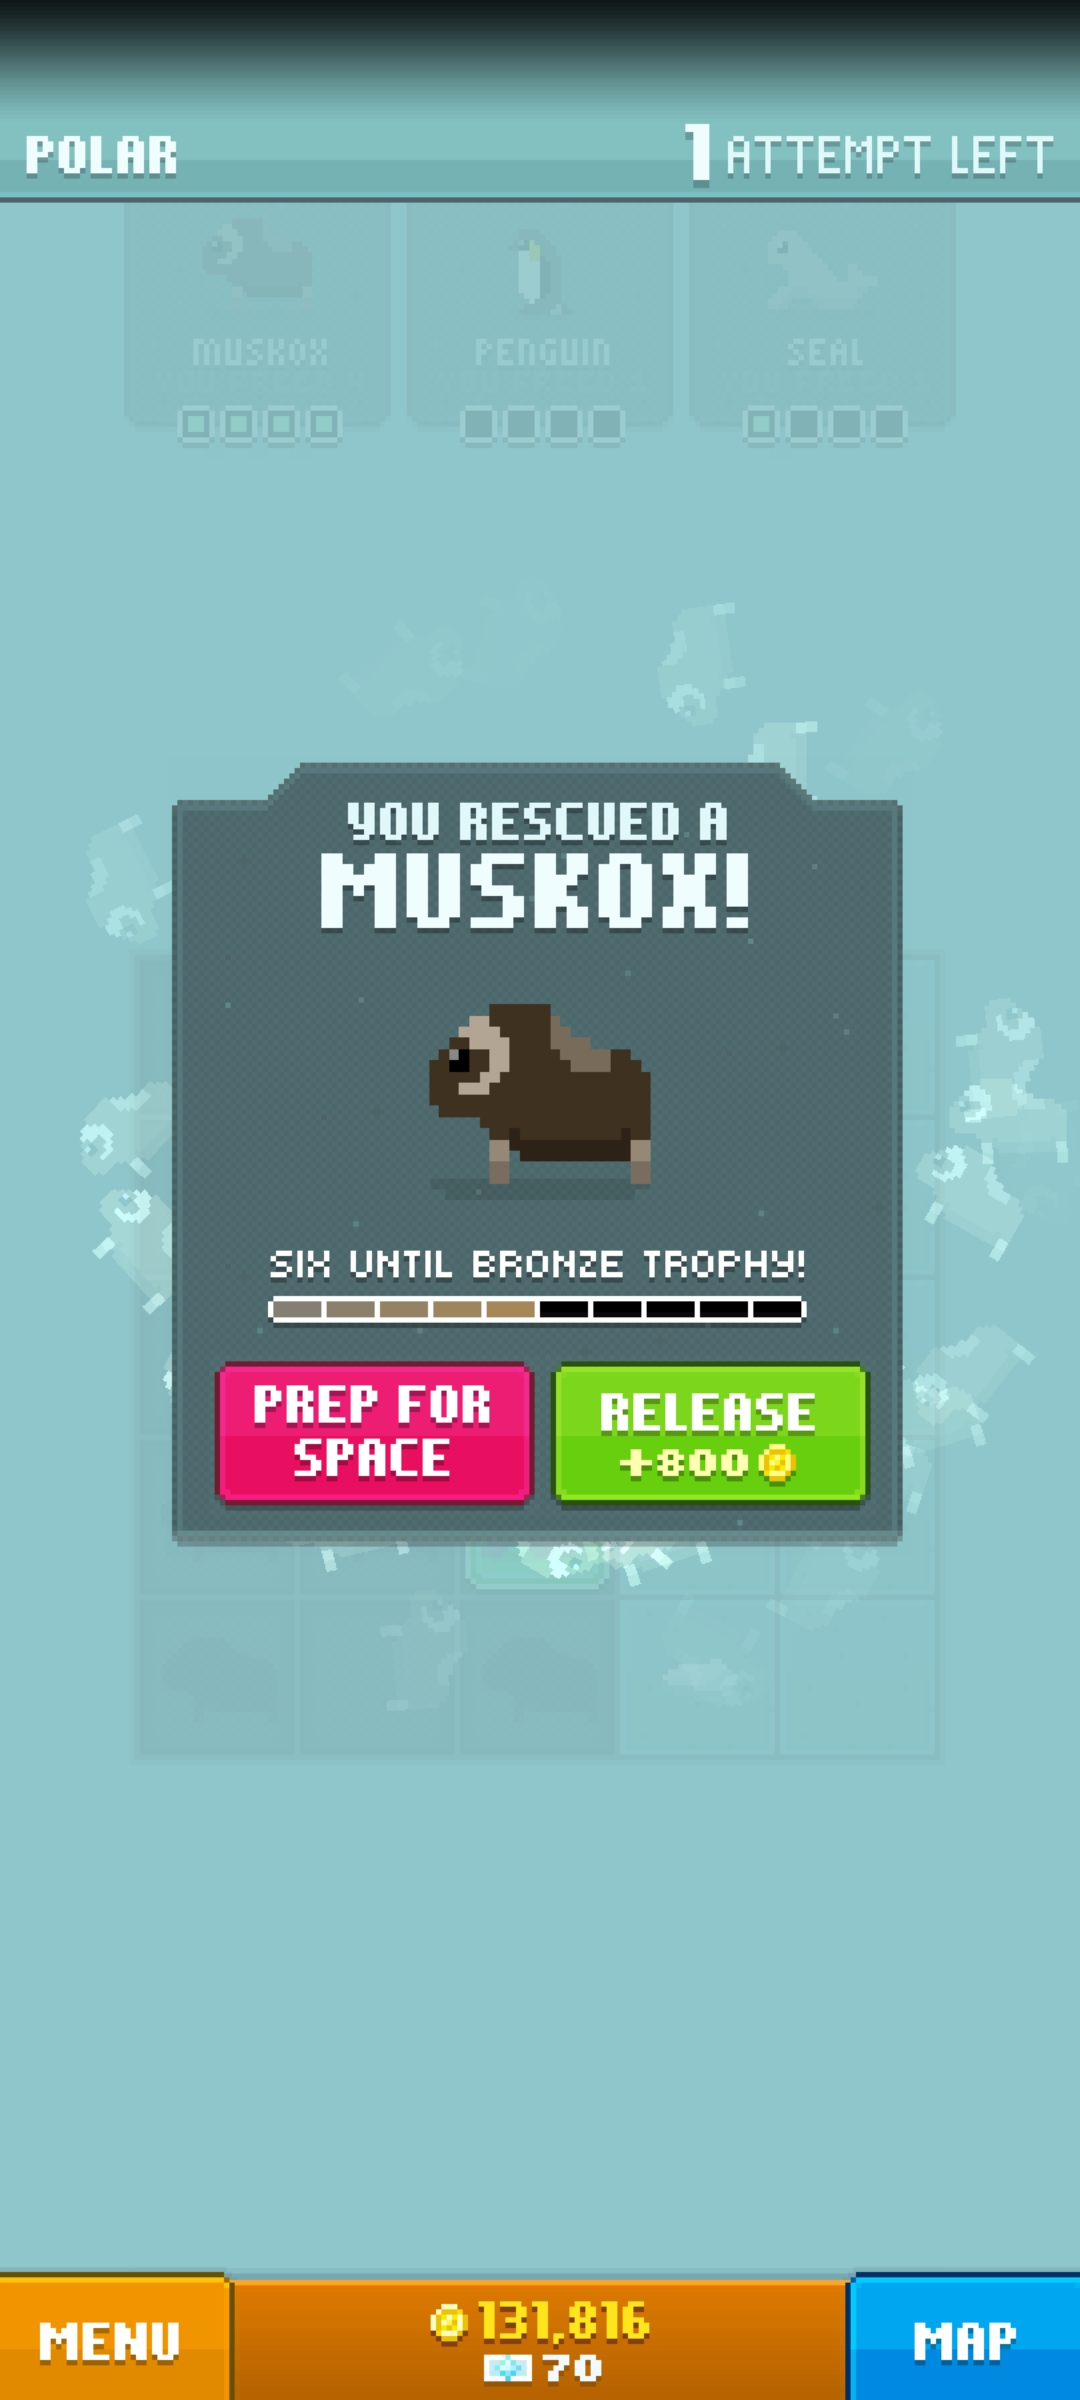 POLAR
1 ATTEMPT LEFT
MUSKOX
PENGUIN
SEAL
YOU RESCUED A
MUSKOX!
SIX UNTIL BRONZE TROPHY!
PREP FOR
SPACE
RELEASE
+800
MENU
131,816
70
MAP